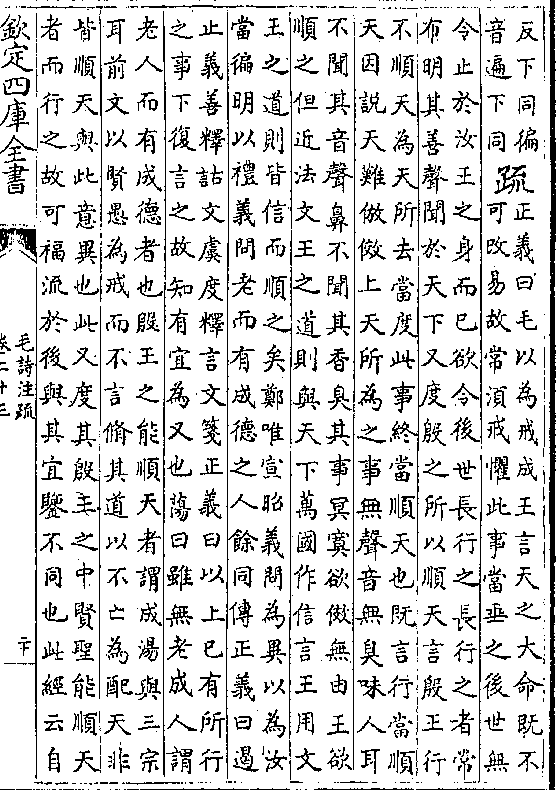 反下同徧
音遍下同
疏
正義曰毛以為戒成王言天之大命既不
可改易故常須戒懼此事當垂之後世無
令止於汝王之身而已欲令後世長行之長行之者常
布明其善聲聞於天下又度殷之所以順天言殷王行
不順天為天所去當度此事終當順天也既言行當順
天因說天難倣傚上天所為之事無聲音無臭味人耳
不聞其音聲鼻不聞其香臭其事冥寞欲倣無由王欲
順之但近法文王之道則與天下萬國作信言王用文
王之道則皆信而順之矣鄭唯宣昭義問為異以為汝
當徧明以禮義問老而有成德之人餘同傳正義曰遏
止義善釋詁文虞度釋言文箋正義曰以上已有所行
之事下復言之故知有宜為又也蕩曰雖無老成人謂
老人而有成德者也殷王之能順天者謂成湯與三宗
耳前文以賢愚為戒而不言脩其道以不亡為配天非
皆順天與此意異也此又度其殷王之中賢聖能順天
者而行之故可福流於後與其宜鑒不同也此經云自
欽定四庫全書
毛詩注疏
卷二十三
二十